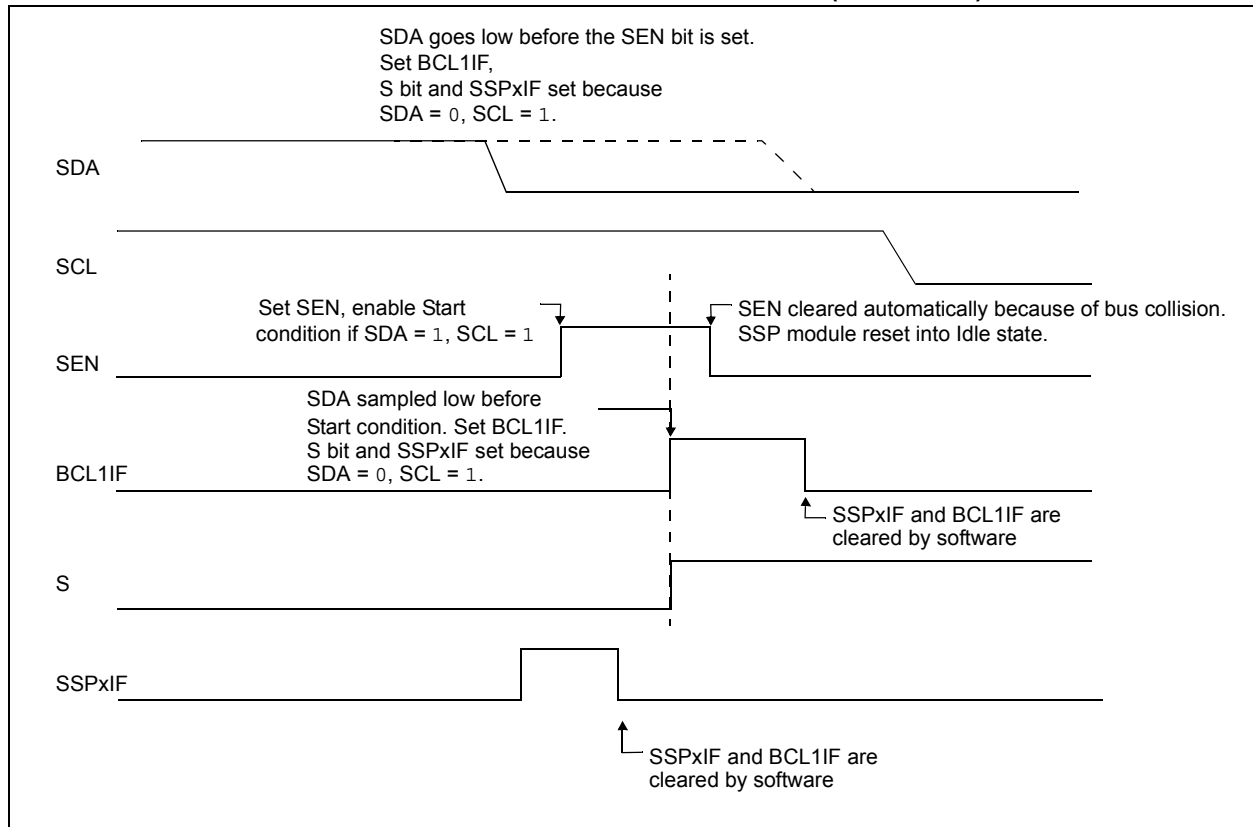 SDA goes low before the SEN bit is set.
Set BCL1IF,
S bit and SSPxIF set because
SDA = 0, SCL = 1.
SDA
SCL
Set SEN, enable Start
condition if SDA = 1, SCL = 1
SEN cleared automatically because of bus collision.
SSP module reset into Idle state.
SEN
SDA sampled low before
Start condition. Set BCL1IF.
S bit and SSPxIF set because
SDA = 0, SCL = 1.
BCL1IF
SSPxIF and BCL1IF are
cleared by software
S
SSPxIF
SSPxIF and BCL1IF are
cleared by software